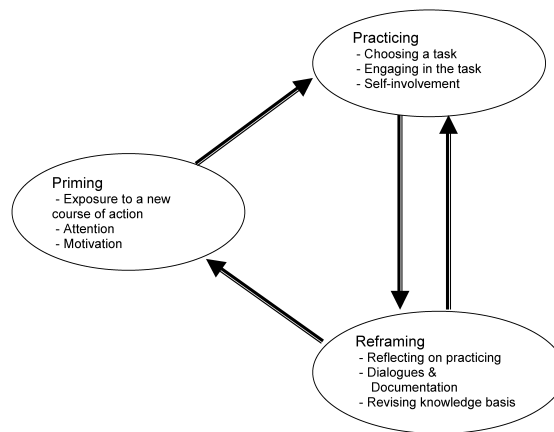 Practicing
- Choosing a task
- Engaging in the task
- Self-involvement
Priming
- Exposure to a new
course of action
- Attention
- Motivation
Reframing
- Reflecting on practicing
- Dialogues &
Documentation
- Revising knowledge basis